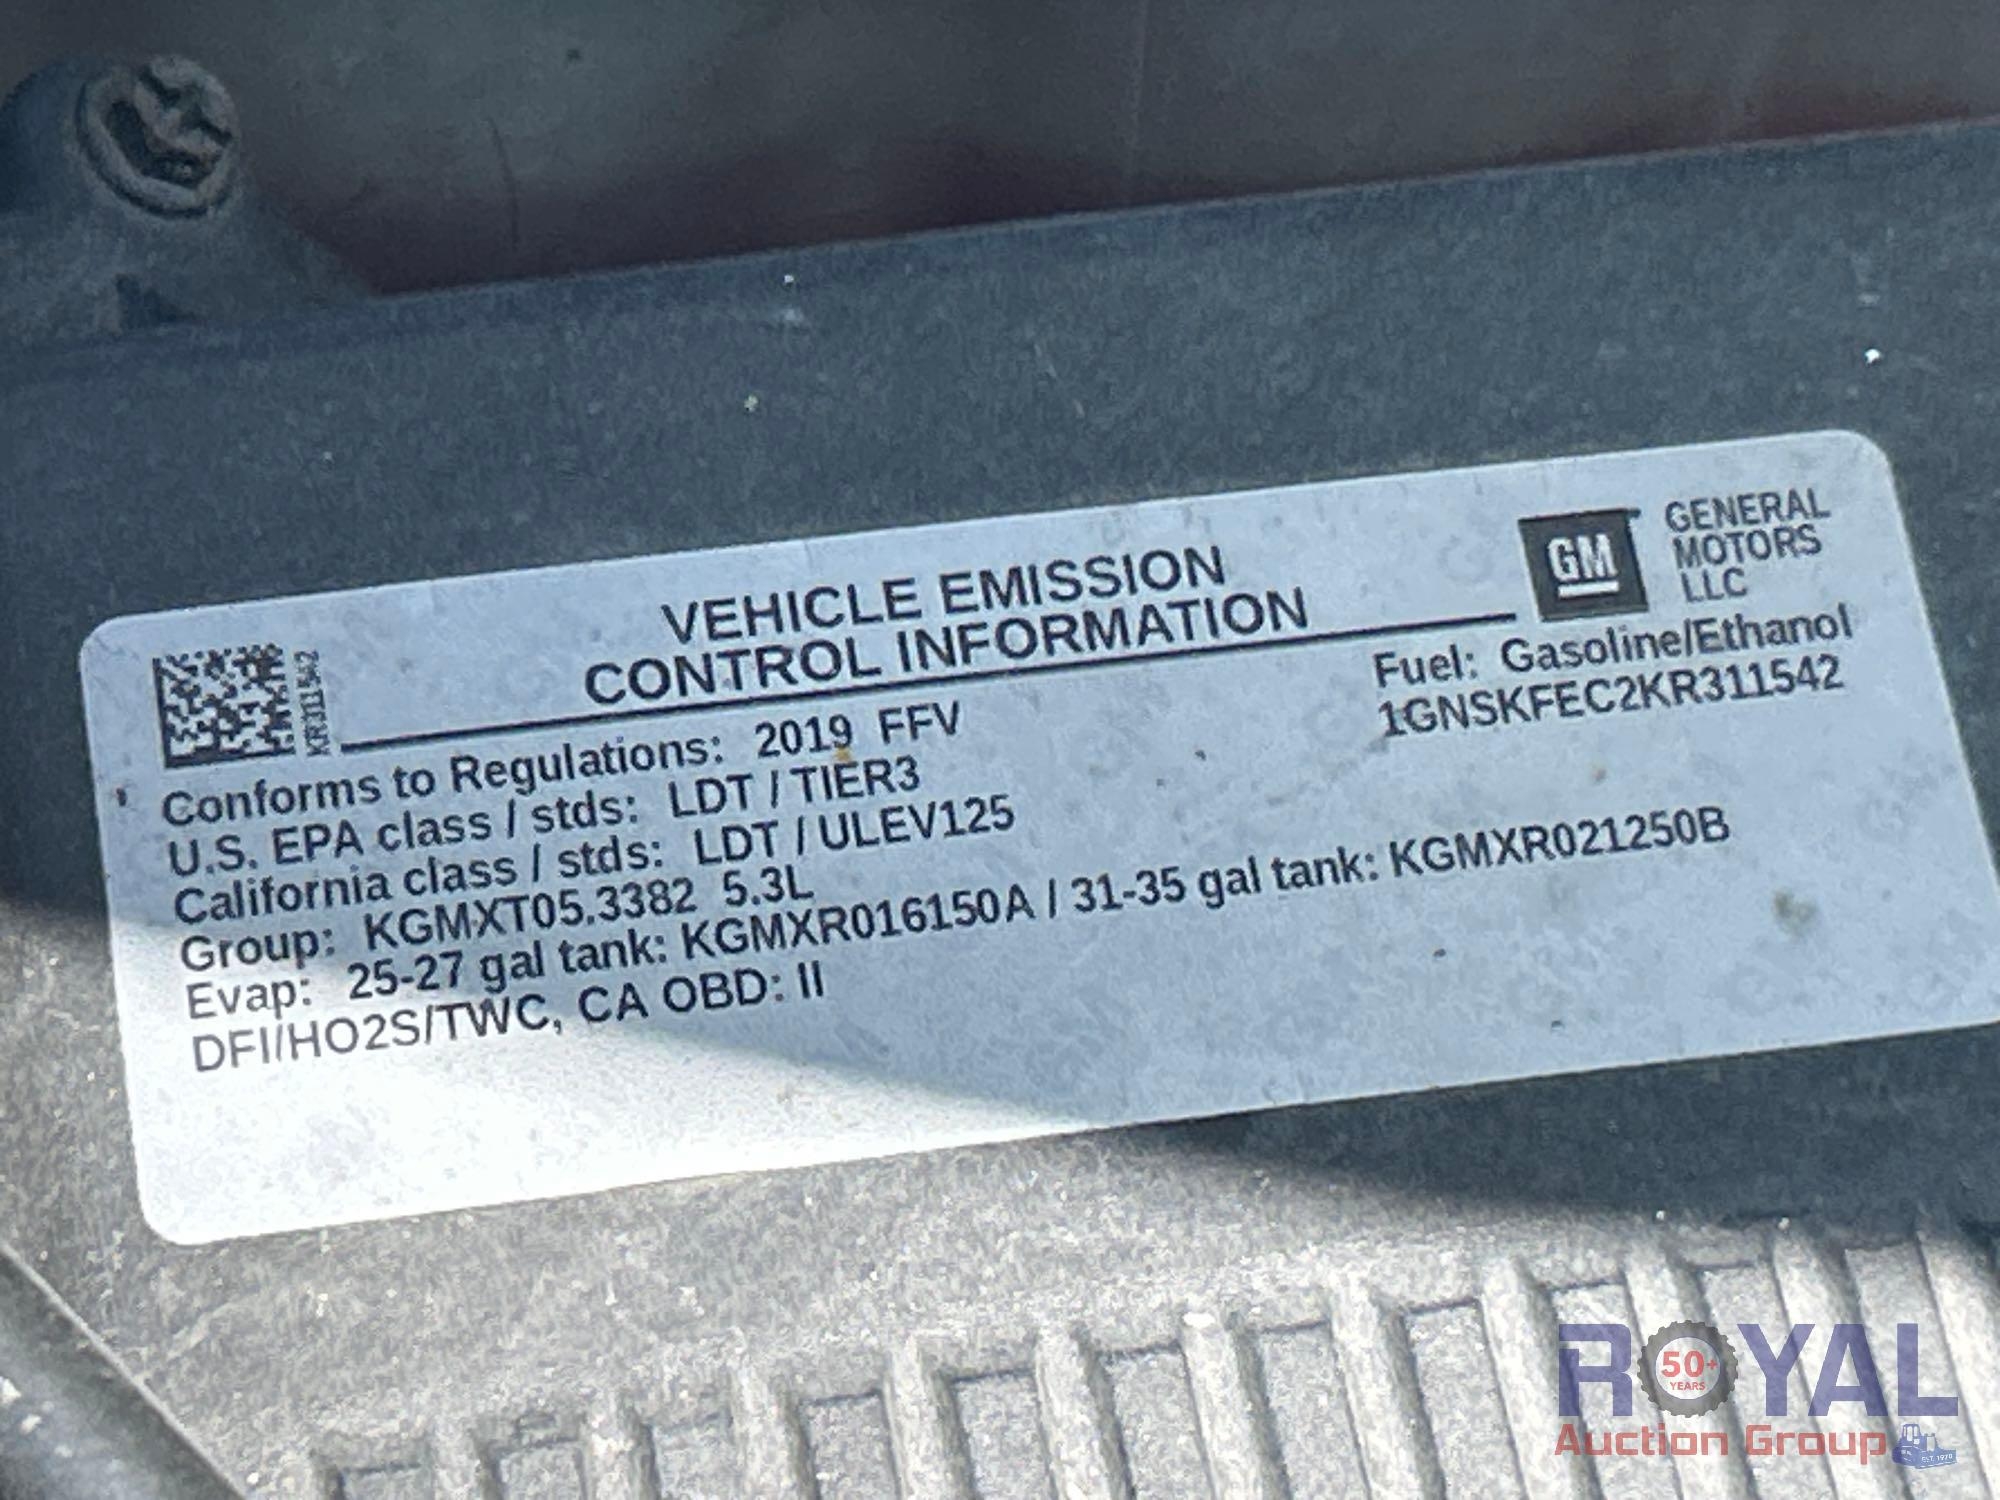 VEHICLE EMISSION
CONTROL INFORMATION
GM
GENERAL
MOTORS
LLC
KR311542
Fuel: Gasoline/Ethanol
1GNSKFEC2KR311542
Conforms to Regulations: 2019 FFV
U.S. EPA class / stds: LDT / TIER3
California class / stds: LDT / ULEV125
Group: KGMXT05.3382 5.3L
Evap: 25-27 gal tank: KGMXR016150A / 31-35 gal tank: KGMXR021250B
DFI/HO2S/TWC, CA OBD: II
ROYAL
50+
YEARS
Auction Group
EST. 1970